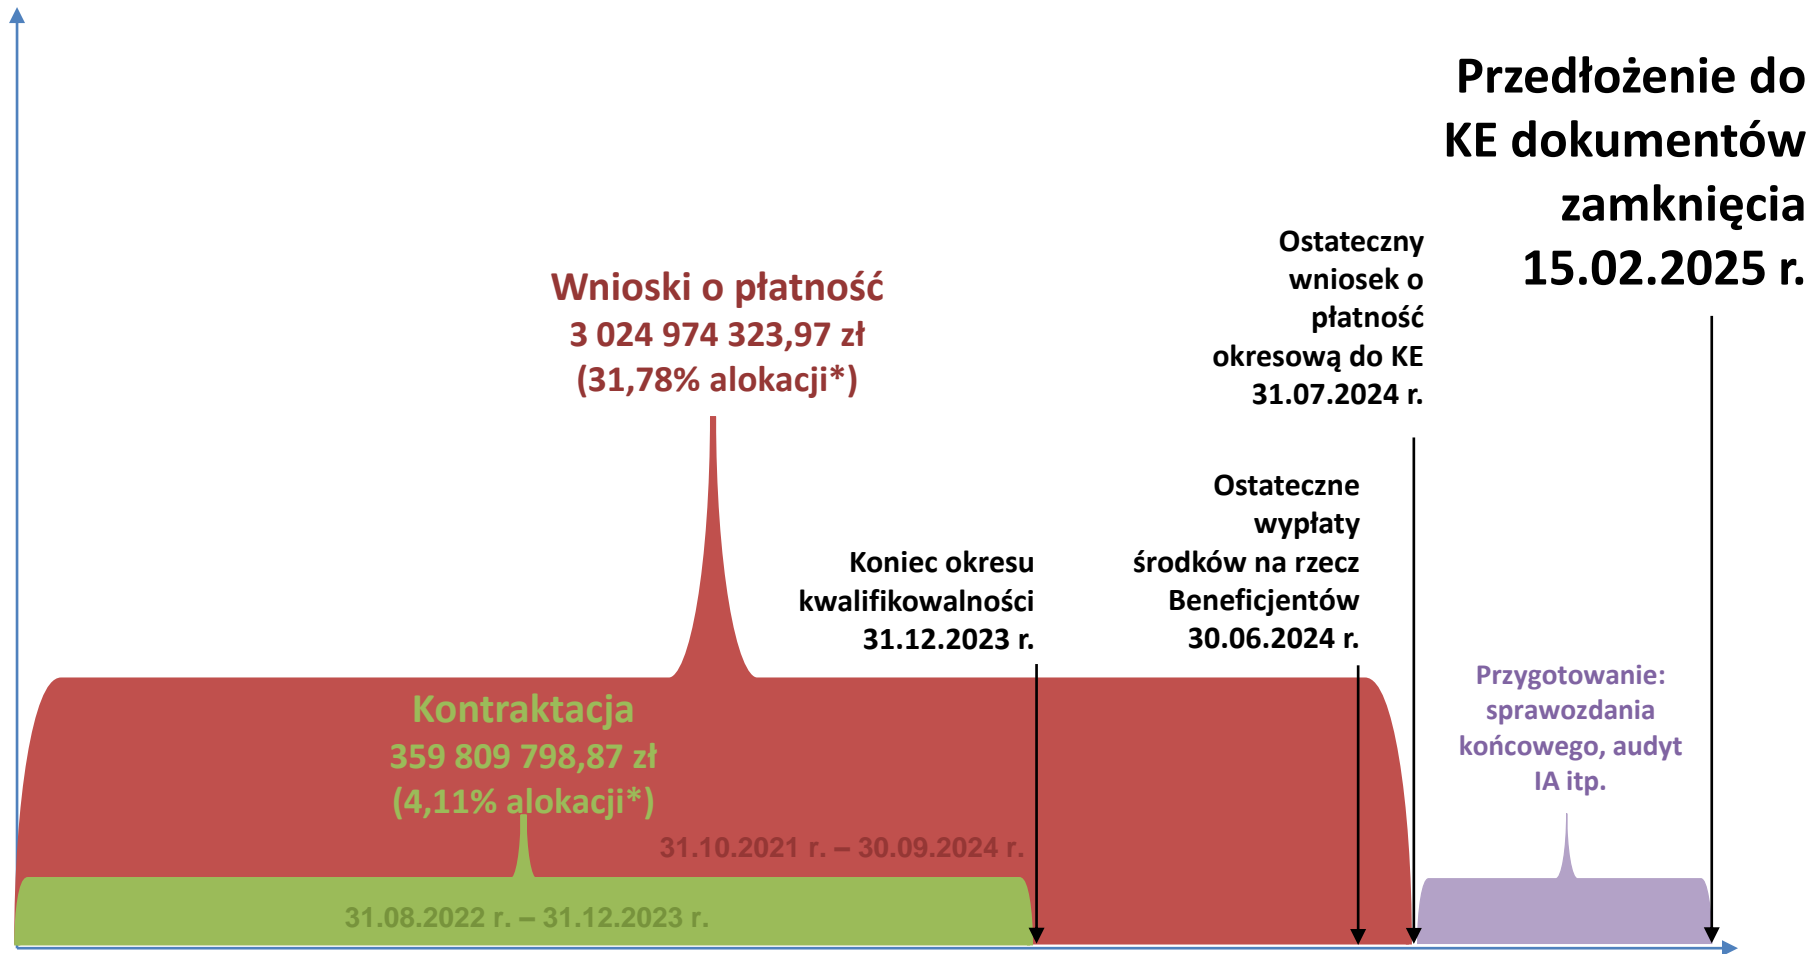 Przedłożenie do
KE dokumentów
zamknięcia
15.02.2025 r.
Ostateczny
wniosek o
płatność
okresową do KE
31.07.2024 r.
Wnioski o płatność
3 024 974 323,97 zł
(31,78% alokacji*)
Ostateczne
wypłaty
środków na rzecz
Beneficjentów
30.06.2024 r.
Koniec okresu
kwalifikowalności
31.12.2023 r.
Przygotowanie:
sprawozdania
końcowego, audyt
IA itp.
Kontraktacja
359 809 798,87 zł
(4,11% alokacji*)
31.10.2021 r. – 30.09.2024 r.
31.08.2022 r. – 31.12.2023 r.